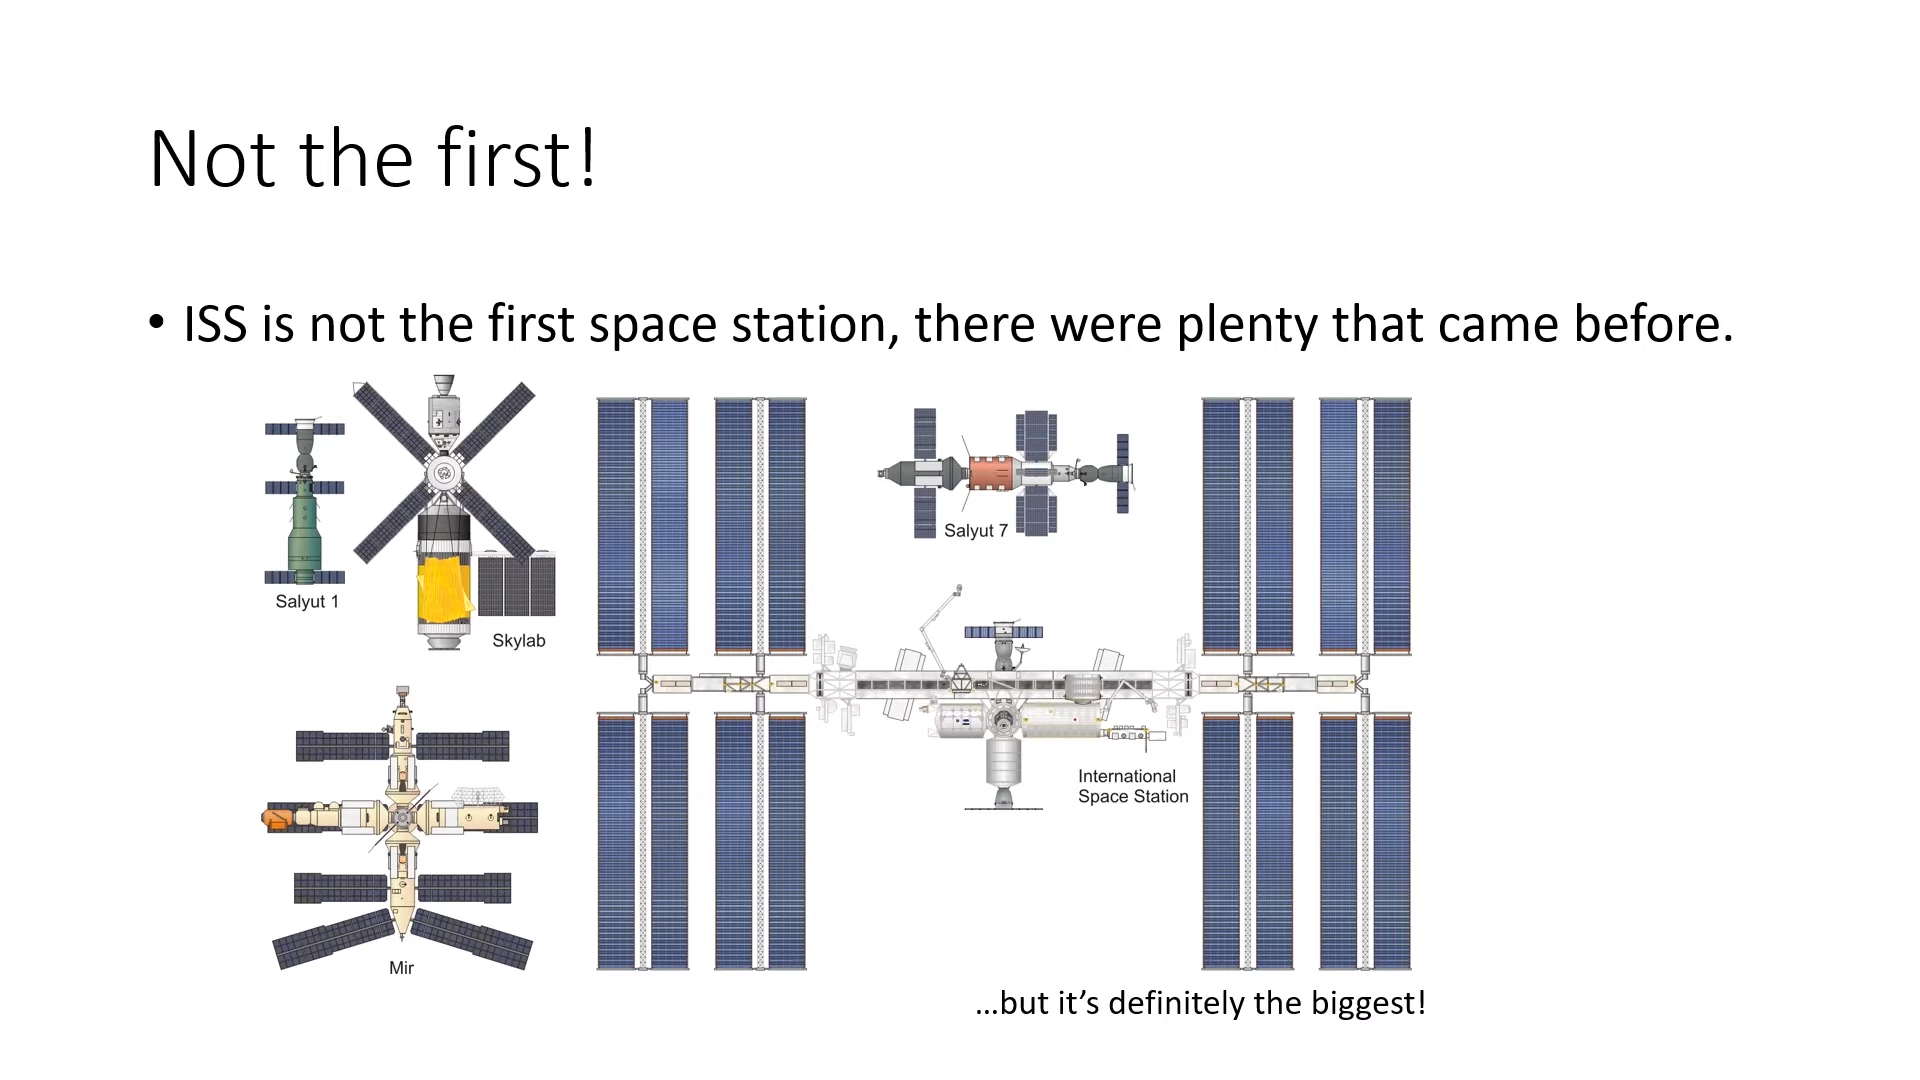 Not the first!
• ISS is not the first space station, there were plenty that came before.
Salyut 1
Skylab
Salyut 7
International
Space Station
Mir
...but it’s definitely the biggest!